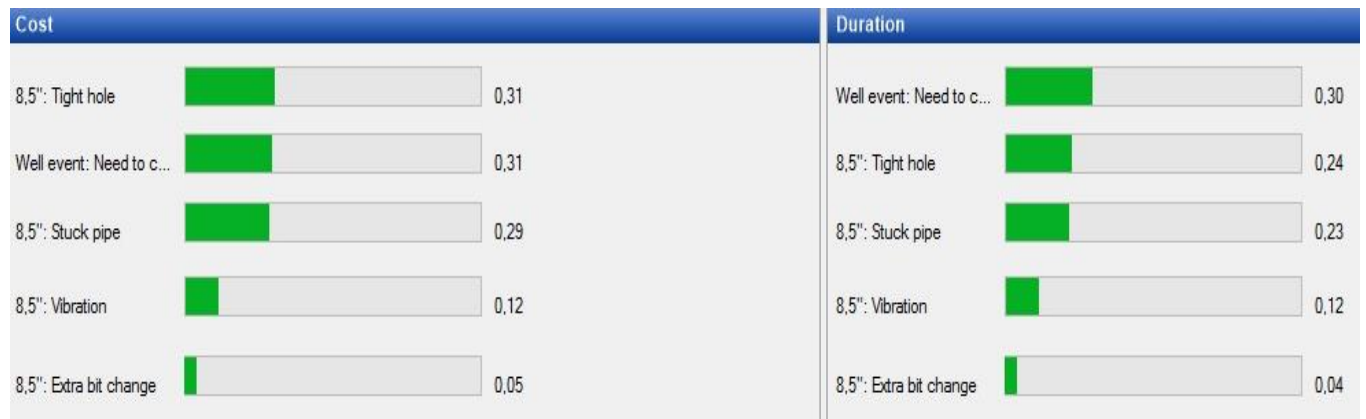 Cost
8,5": Tight hole 0,31
Well event: Need to c... 0,31
8,5": Stuck pipe 0,29
8,5": Vibration 0,12
8,5": Extra bit change 0,05
Duration
Well event: Need to c... 0,30
8,5": Tight hole 0,24
8,5": Stuck pipe 0,23
8,5": Vibration 0,12
8,5": Extra bit change 0,04